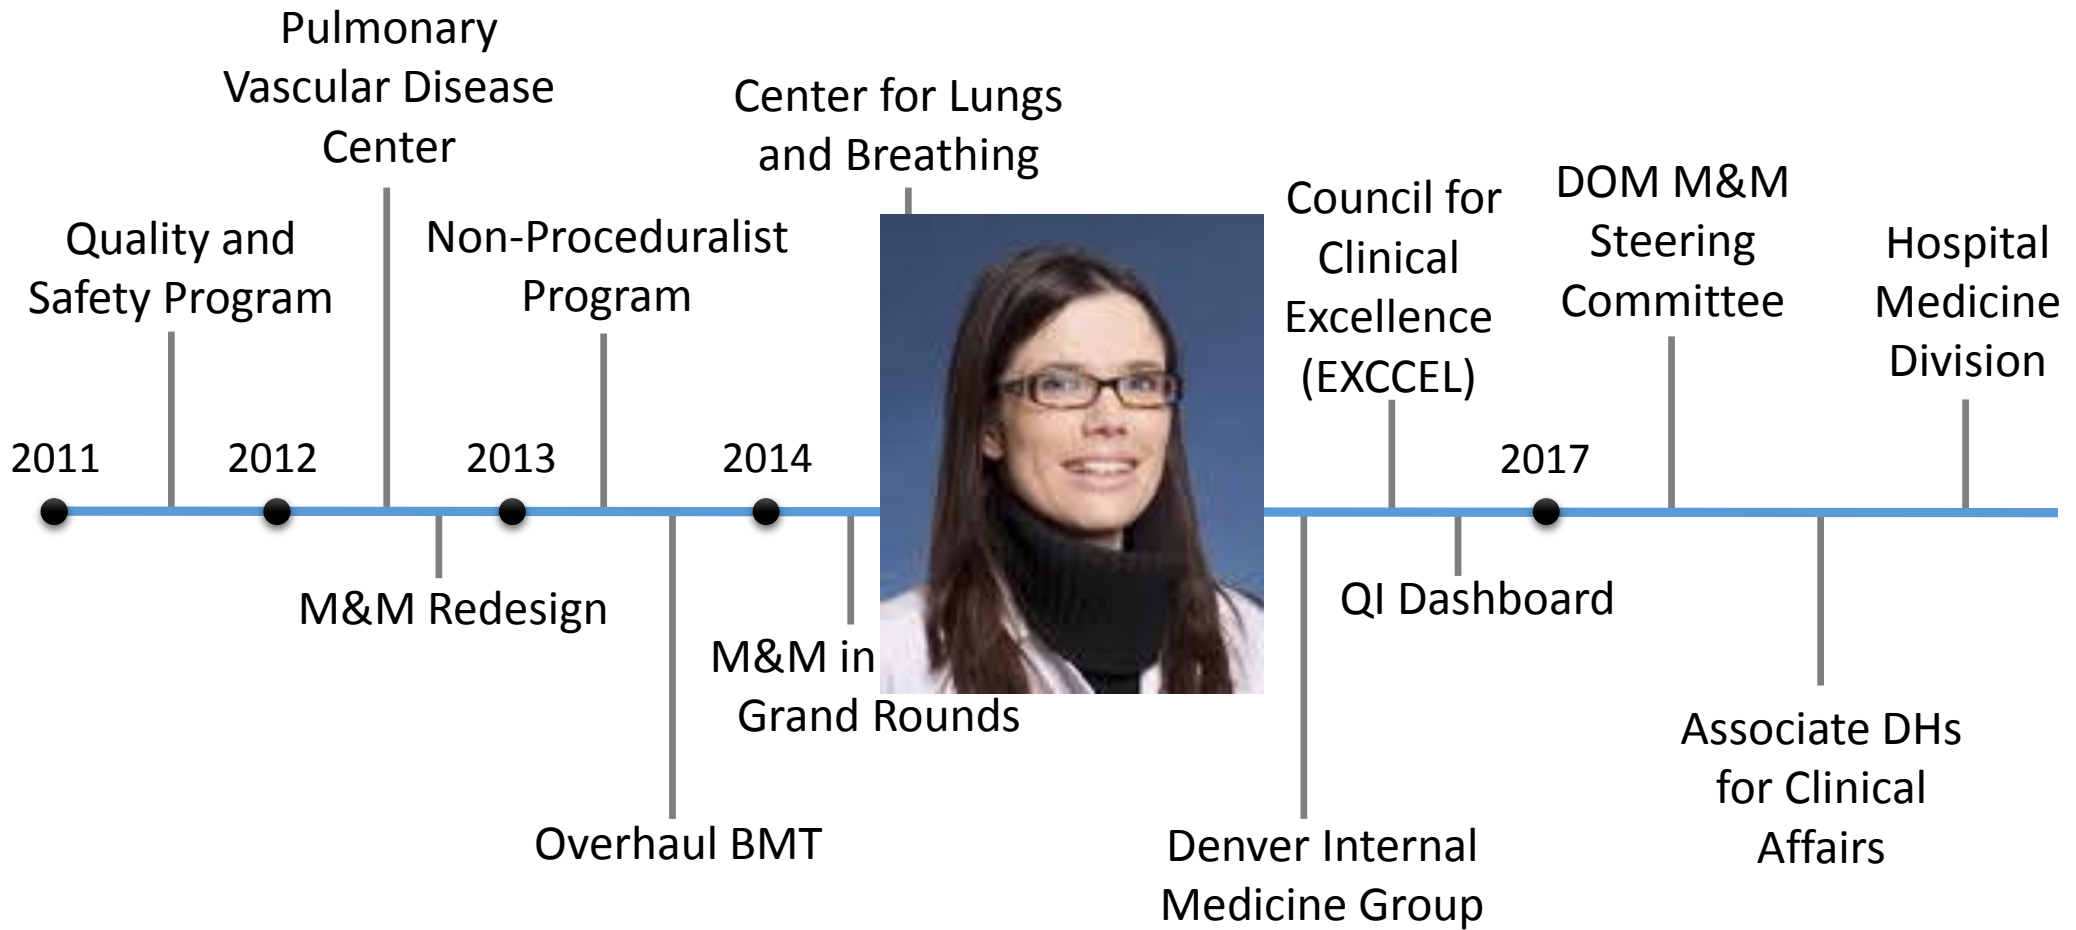 Pulmonary
Vascular Disease
Center
Center for Lungs
and Breathing
Quality and
Safety Program
Non-Proceduralist
Program
Council for
Clinical
Excellence
(EXCCEL)
DOM M&M
Steering
Committee
Hospital
Medicine
Division
2011
2012
2013
2014
2017
M&M Redesign
M&M in
Grand Rounds
QI Dashboard
Overhaul BMT
Denver Internal
Medicine Group
Associate DHs
for Clinical
Affairs